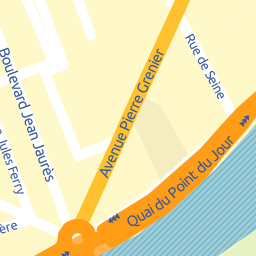 Rue de Seine
Avenue Pierre Grenier
Boulevard Jean Jaurès
Jules Ferry
Quai du Point du Jour